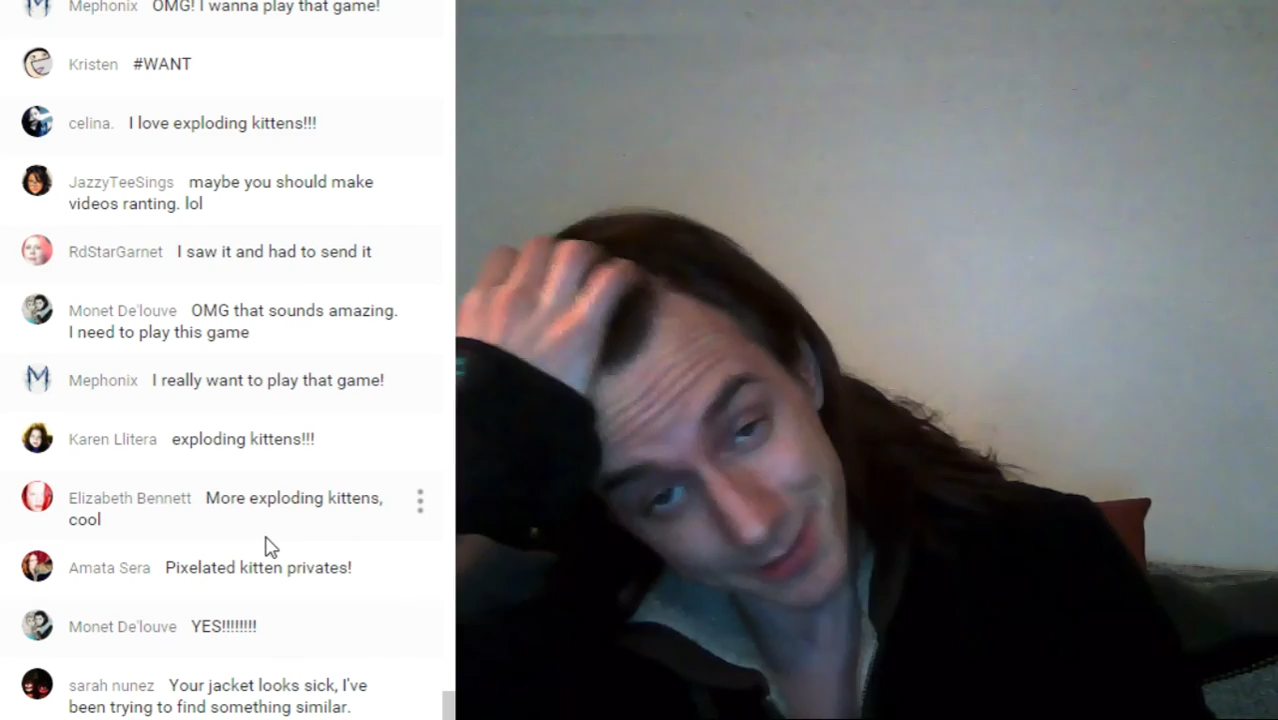 Mephonix OMG! I wanna play that game!
Kristen #WANT
celina. I love exploding kittens!!!
JazzyTeeSings maybe you should make
videos ranting. lol
RdStarGarnet I saw it and had to send it
Monet De'louve OMG that sounds amazing.
I need to play this game
Mephonix I really want to play that game!
Karen Llitera exploding kittens!!!
Elizabeth Bennett More exploding kittens,
cool
Amata Sera Pixelated kitten privates!
Monet De'louve YES!!!!!!!!
sarah nunez Your jacket looks sick, I've
been trying to find something similar.